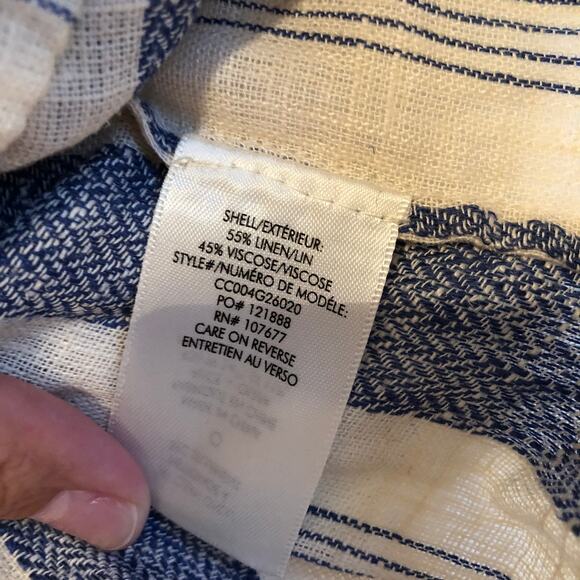 SHELL/EXTÉRIEUR:
55% LINEN/LIN
45% VISCOSE/VISCOSE
STYLE#/NUMÉRO DE MODÈLE:
CC004G26020
PO# 121888
RN# 107677
CARE ON REVERSE
ENTRETIEN AU VERSO